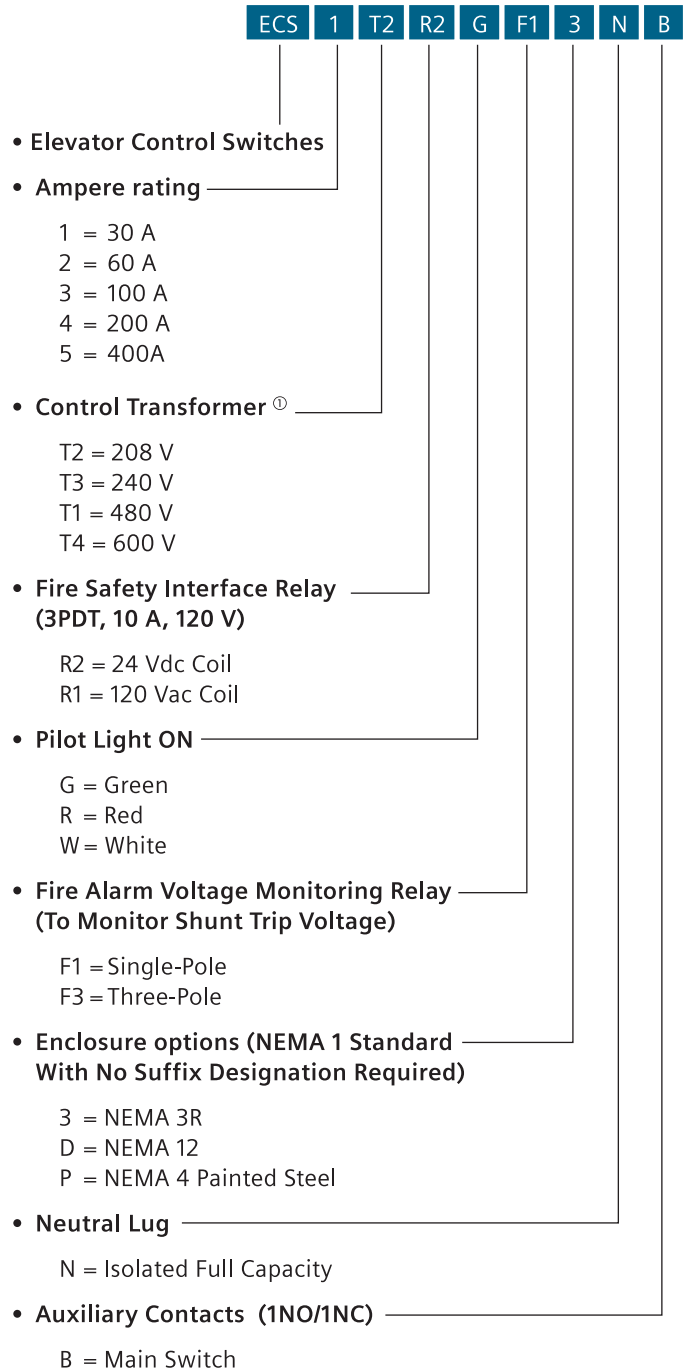 ECS 1 T2 R2 G F1 3 N B
• Elevator Control Switches
• Ampere rating
1 = 30 A
2 = 60 A
3 = 100 A
4 = 200 A
5 = 400A
• Control Transformer ①
T2 = 208 V
T3 = 240 V
T1 = 480 V
T4 = 600 V
• Fire Safety Interface Relay
(3PDT, 10 A, 120 V)
R2 = 24 Vdc Coil
R1 = 120 Vac Coil
• Pilot Light ON
G = Green
R = Red
W = White
• Fire Alarm Voltage Monitoring Relay
(To Monitor Shunt Trip Voltage)
F1 = Single-Pole
F3 = Three-Pole
• Enclosure options (NEMA 1 Standard
With No Suffix Designation Required)
3 = NEMA 3R
D = NEMA 12
P = NEMA 4 Painted Steel
• Neutral Lug
N = Isolated Full Capacity
• Auxiliary Contacts (1NO/1NC)
B = Main Switch